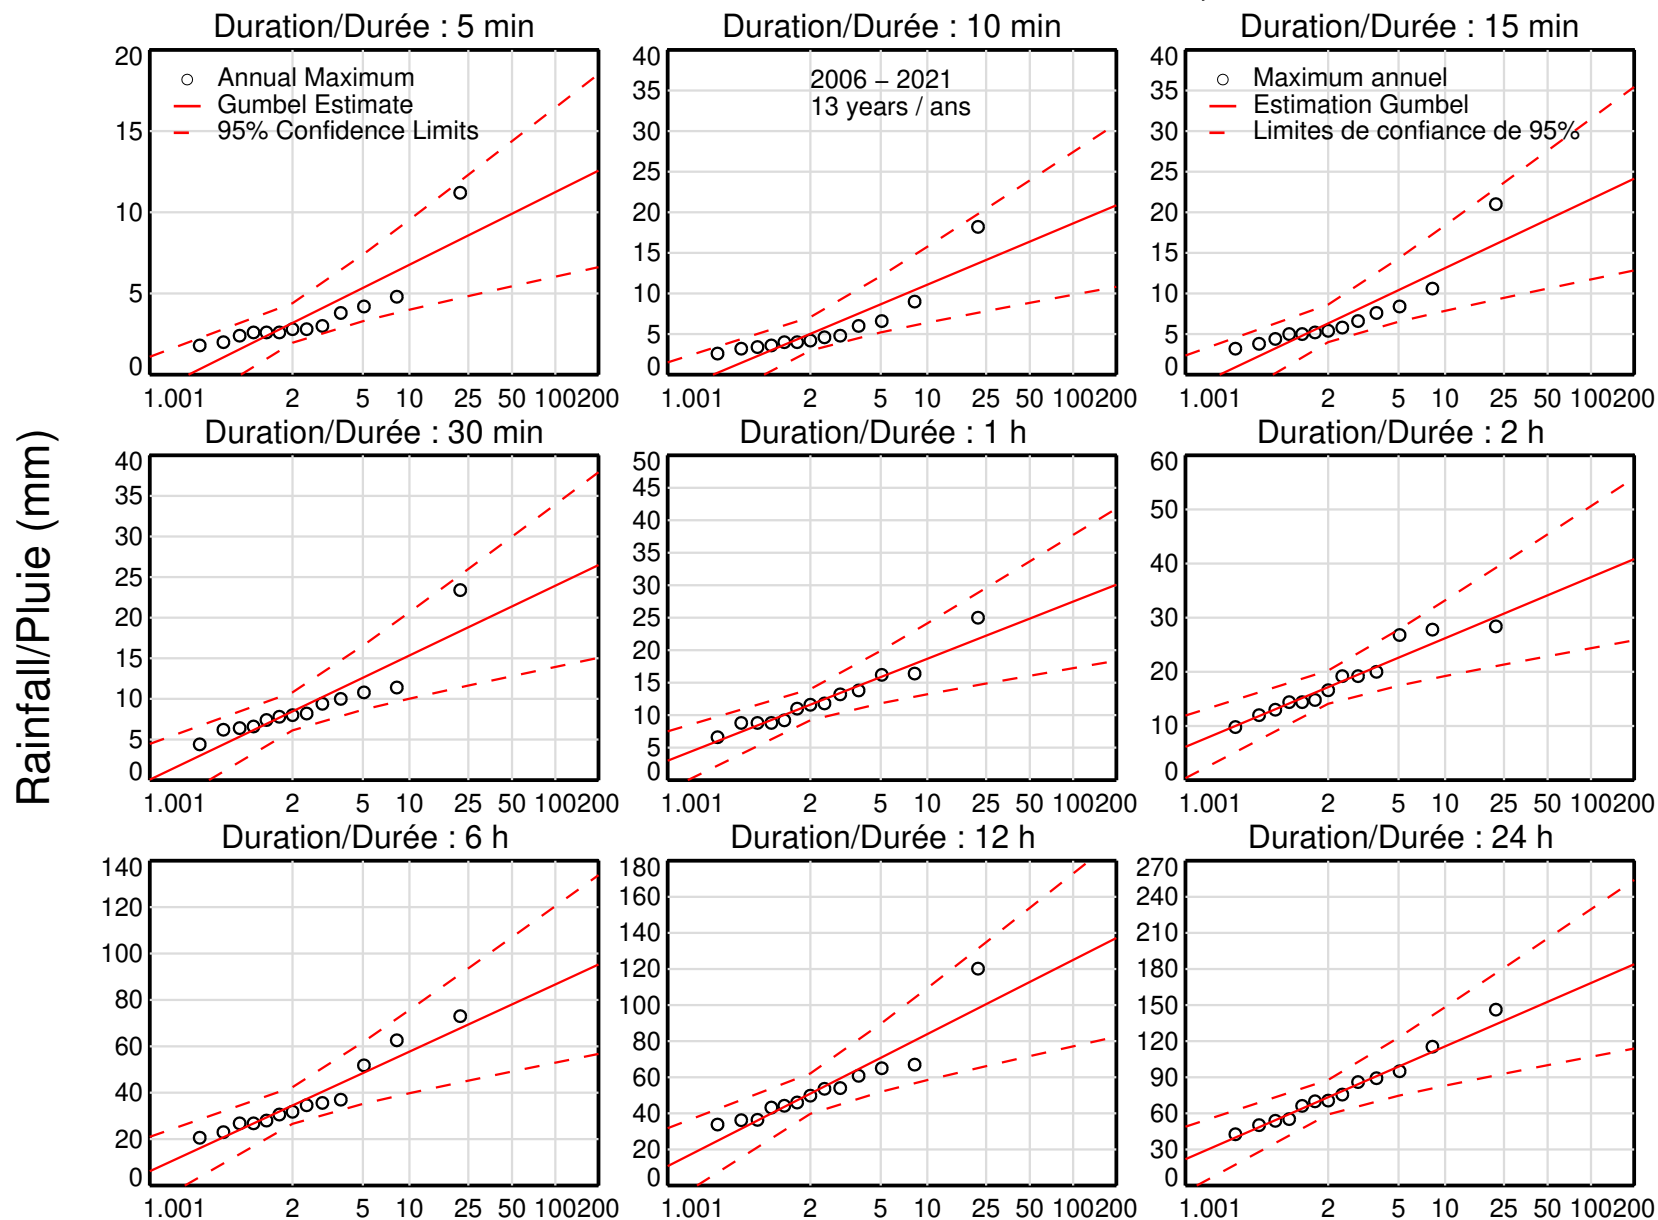 Duration/Durée : 5 min
Duration/Durée : 10 min
Duration/Durée : 15 min
Annual Maximum
Gumbel Estimate
95% Confidence Limits
2006 – 2021
13 years / ans
Maximum annuel
Estimation Gumbel
Limites de confiance de 95%
20
15
10
5
0
40
35
30
25
20
15
10
5
0
40
35
30
25
20
15
10
5
0
1.001 2 5 10 25 50 100200
1.001 2 5 10 25 50 100200
1.001 2 5 10 25 50 100200
Rainfall/Pluie (mm)
Duration/Durée : 30 min
Duration/Durée : 1 h
Duration/Durée : 2 h
40
35
30
25
20
15
10
5
0
50
45
40
35
30
25
20
15
10
5
0
60
50
40
30
20
10
0
1.001 2 5 10 25 50 100200
1.001 2 5 10 25 50 100200
1.001 2 5 10 25 50 100200
Duration/Durée : 6 h
Duration/Durée : 12 h
Duration/Durée : 24 h
140
120
100
80
60
40
20
0
180
160
140
120
100
80
60
40
20
0
270
240
210
180
150
120
90
60
30
0
1.001 2 5 10 25 50 100200
1.001 2 5 10 25 50 100200
1.001 2 5 10 25 50 100200